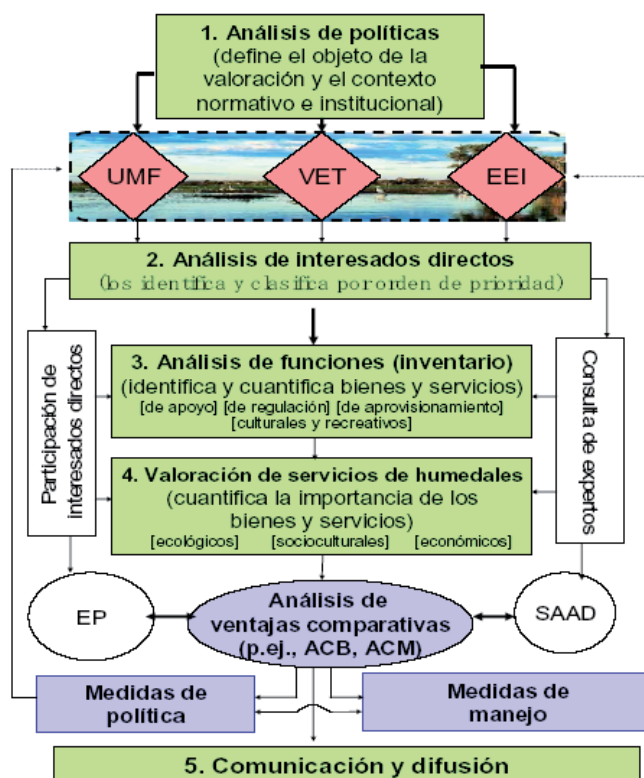 1. Análisis de políticas
(define el objeto de la
valoración y el contexto
normativo e institucional)
UMF
VET
EEI
2. Análisis de interesados directos
(los identifica y clasifica por orden de prioridad)
Participación de
interesados directos
3. Análisis de funciones (inventario)
(identifica y cuantifica bienes y servicios)
[de apoyo] [de regulación] [de aprovisionamiento]
[culturales y recreativos]
Consulta de
expertos
4. Valoración de servicios de humedales
(cuantifica la importancia de los
bienes y servicios)
[ecológicos] [socioculturales] [económicos]
EP
Análisis de
ventajas comparativas
(p.ej., ACB, ACM)
SAAD
Medidas de
política
Medidas de
manejo
5. Comunicación y difusión